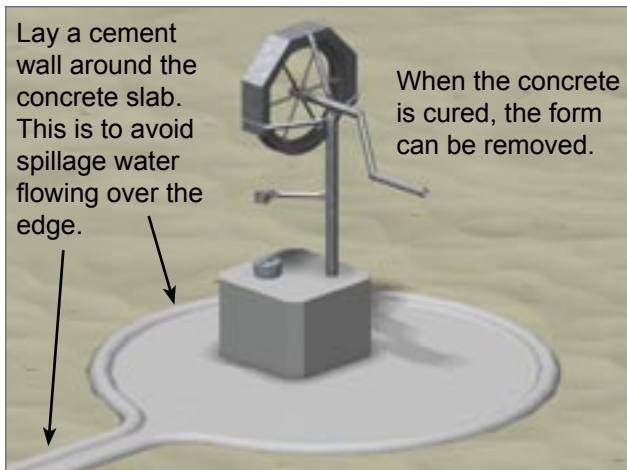 Lay a cement
wall around the
concrete slab.
This is to avoid
spillage water
flowing over the
edge.
When the concrete
is cured, the form
can be removed.